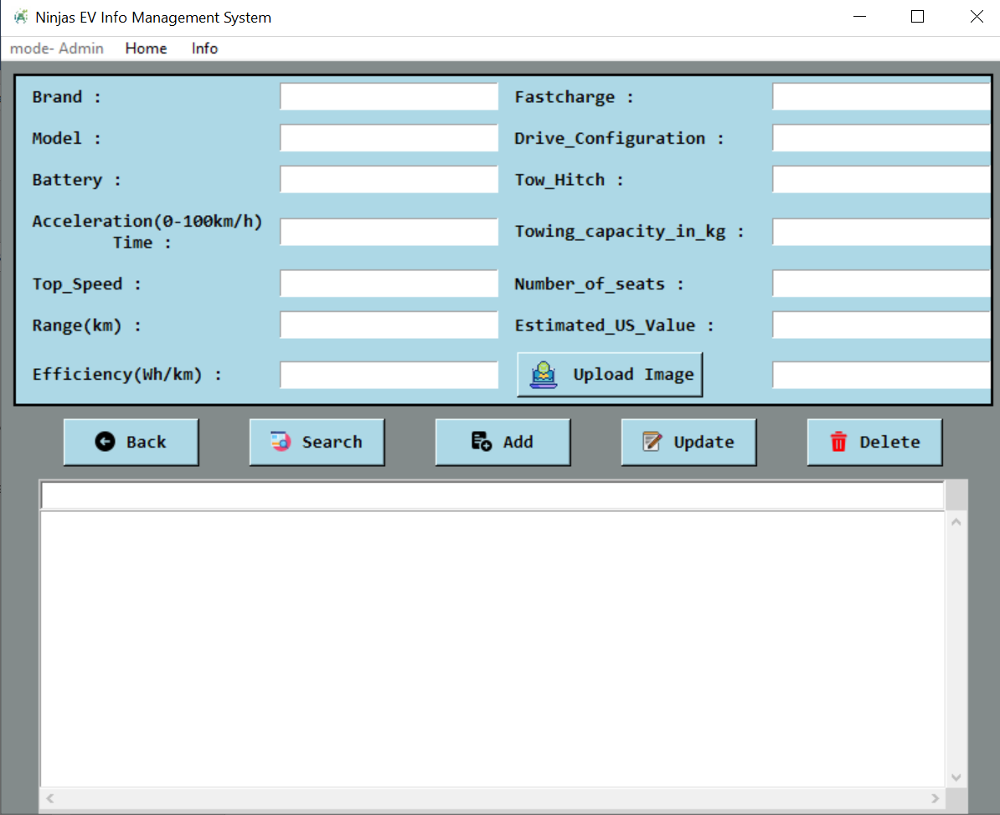 Ninjas EV Info Management System
mode- Admin Home Info
Brand : Fastcharge :
Model : Drive_Configuration :
Battery : Tow_Hitch :
Acceleration(0-100km/h)
Time : Towing_capacity_in_kg :
Top_Speed : Number_of_seats :
Range(km) : Estimated_US_Value :
Efficiency(Wh/km) : Upload Image
Back Search Add Update Delete